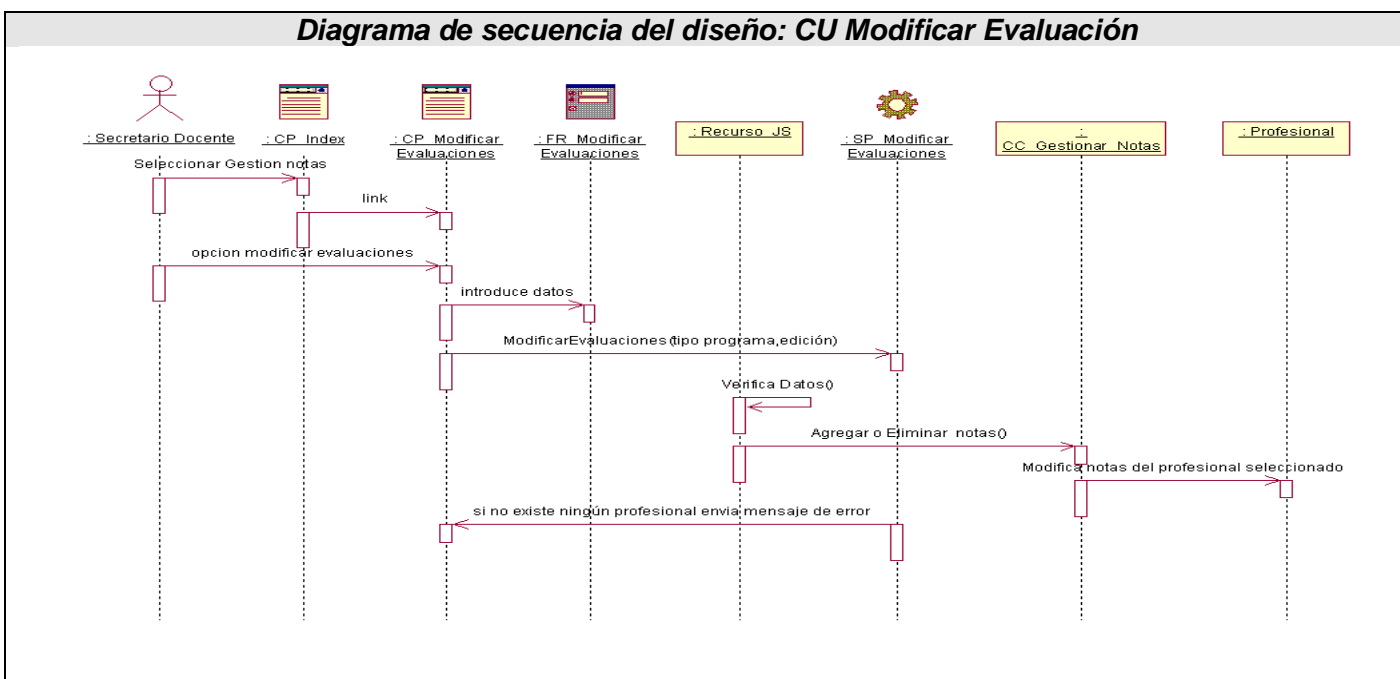 Diagrama de secuencia del diseño: CU Modificar Evaluación
: Secretario Docente
: CP_Index
: CP_Modificar
Evaluaciones
: FR_Modificar
Evaluaciones
: Recurso_JS
: SP_Modificar
Evaluaciones
:
CC_Gestionar_Notas
: Profesional
Seleccionar Gestion notas
link
opcion modificar evaluaciones
introduce datos
ModificarEvaluaciones(tipo programa,edición)
Verifica Datos()
Agregar o Eliminar notas()
Modifica notas del profesional seleccionado
si no existe ningún profesional envia mensaje de error